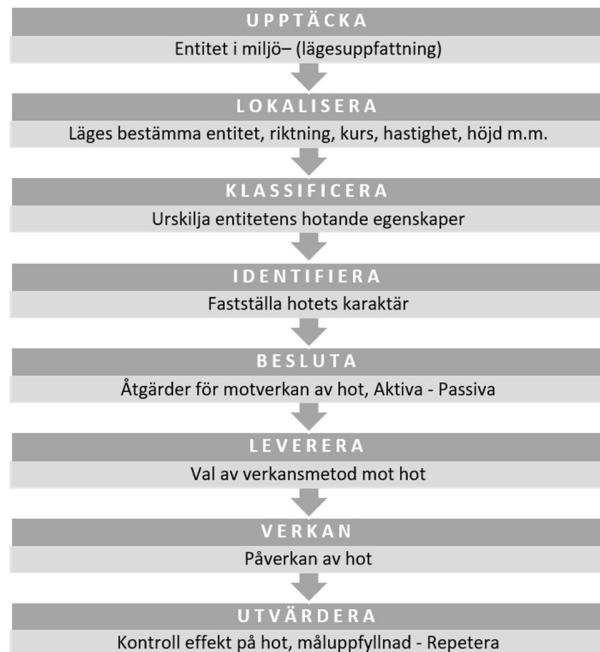 UPPTÄCKA
Entitet i miljö– (lägesuppfattning)
LOKALISERA
Läges bestämma entitet, riktning, kurs, hastighet, höjd m.m.
KLASSIFICERA
Urskilja entitetens hotande egenskaper
IDENTIFIERA
Fastställa hotets karaktär
BESLUTA
Åtgärder för motverkan av hot, Aktiva - Passiva
LEVERERA
Val av verkansmetod mot hot
VERKAN
Påverkan av hot
UTVÄRDERA
Kontroll effekt på hot, måluppfyllnad - Repetera